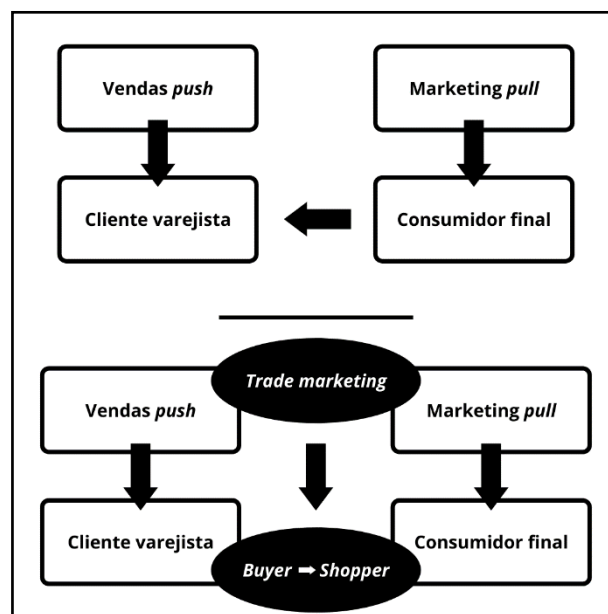 Vendas push
Marketing pull
Cliente varejista
Consumidor final
Trade marketing
Vendas push
Marketing pull
Cliente varejista
Consumidor final
Buyer ➡ Shopper